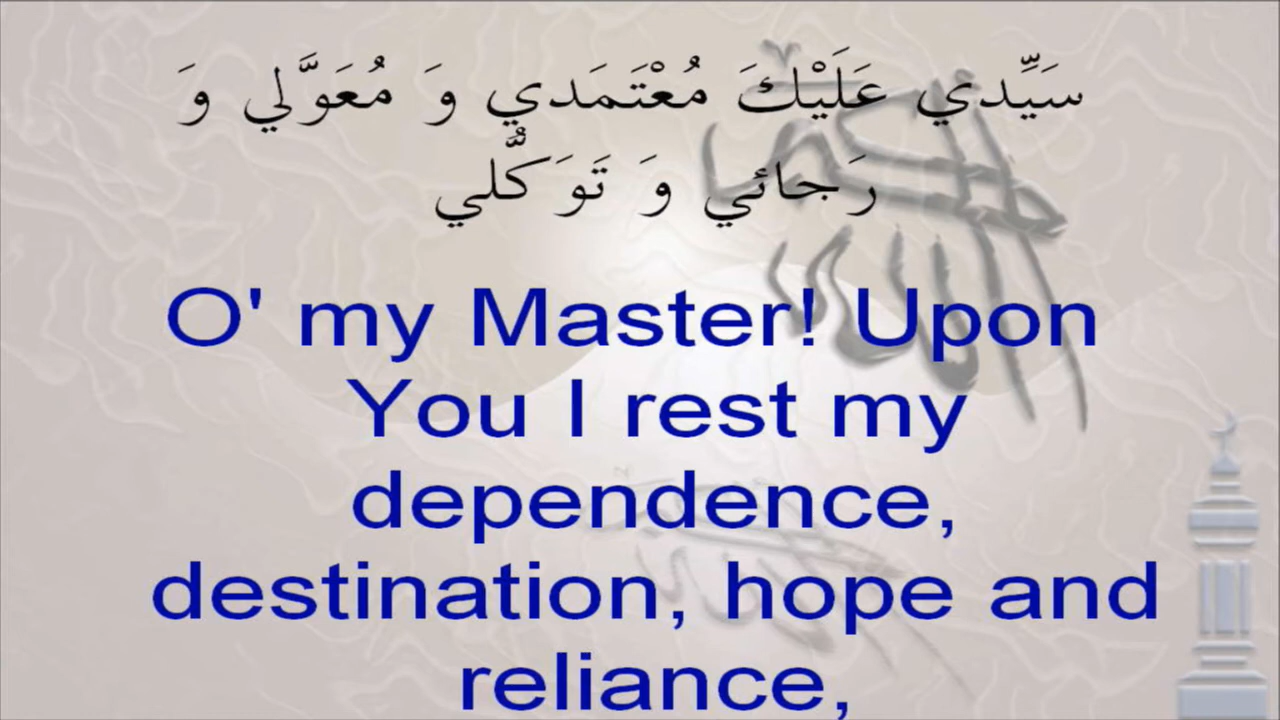 سَيِّدي عَلَيْكَ مُعْتَمَدي وَ مُعَوَّلي وَ
رَجائي وَ تَوَكُّلي
O' my Master! Upon
You I rest my
dependence,
destination, hope and
reliance,